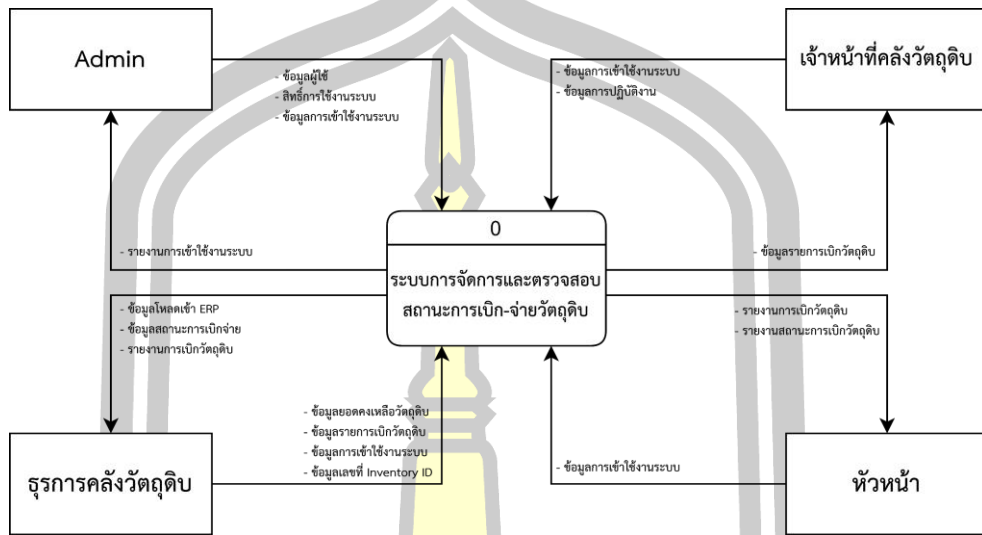 Admin
- ข้อมูลผู้ใช้
- สิทธิ์การใช้งานระบบ
- ข้อมูลการเข้าใช้งานระบบ
- ข้อมูลการเข้าใช้งานระบบ
- ข้อมูลการปฏิบัติงาน
เจ้าหน้าที่คลังวัตถุดิบ
- รายงานการเข้าใช้งานระบบ
0
ระบบการจัดการและตรวจสอบ
สถานะการเบิก-จ่ายวัตถุดิบ
- ข้อมูลรายการเบิกวัตถุดิบ
- ข้อมูลโหลดเข้า ERP
- ข้อมูลสถานะการเบิกจ่าย
- รายงานการเบิกวัตถุดิบ
- รายงานการเบิกวัตถุดิบ
- รายงานสถานะการเบิกวัตถุดิบ
ธุรการคลังวัตถุดิบ
- ข้อมูลยอดคงเหลือวัตถุดิบ
- ข้อมูลรายการเบิกวัตถุดิบ
- ข้อมูลการเข้าใช้งานระบบ
- ข้อมูลเลขที่ Inventory ID
- ข้อมูลการเข้าใช้งานระบบ
หัวหน้า